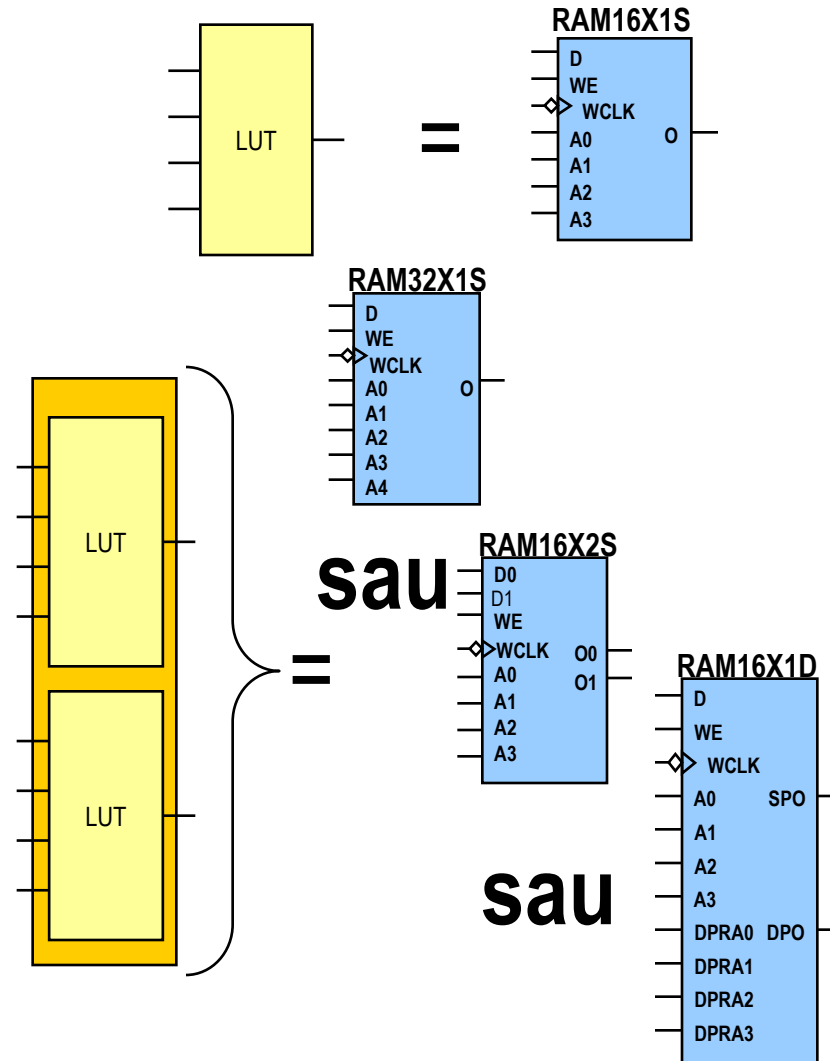 RAM16X1S
D
WE
WCLK
A0
O
A1
A2
A3
LUT
=
RAM32X1S
D
WE
WCLK
A0
O
A1
A2
A3
A4
LUT
LUT
=
sau
RAM16X2S
D0
D1
WE
WCLK
O0
A0
O1
A1
A2
A3
sau
RAM16X1D
D
WE
WCLK
A0
SPO
A1
A2
A3
DPRA0
DPO
DPRA1
DPRA2
DPRA3